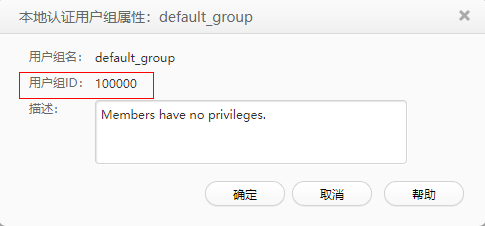 本地认证用户组属性：default_group
用户组名： default_group
用户组ID： 100000
描述： Members have no privileges.
确定 取消 帮助